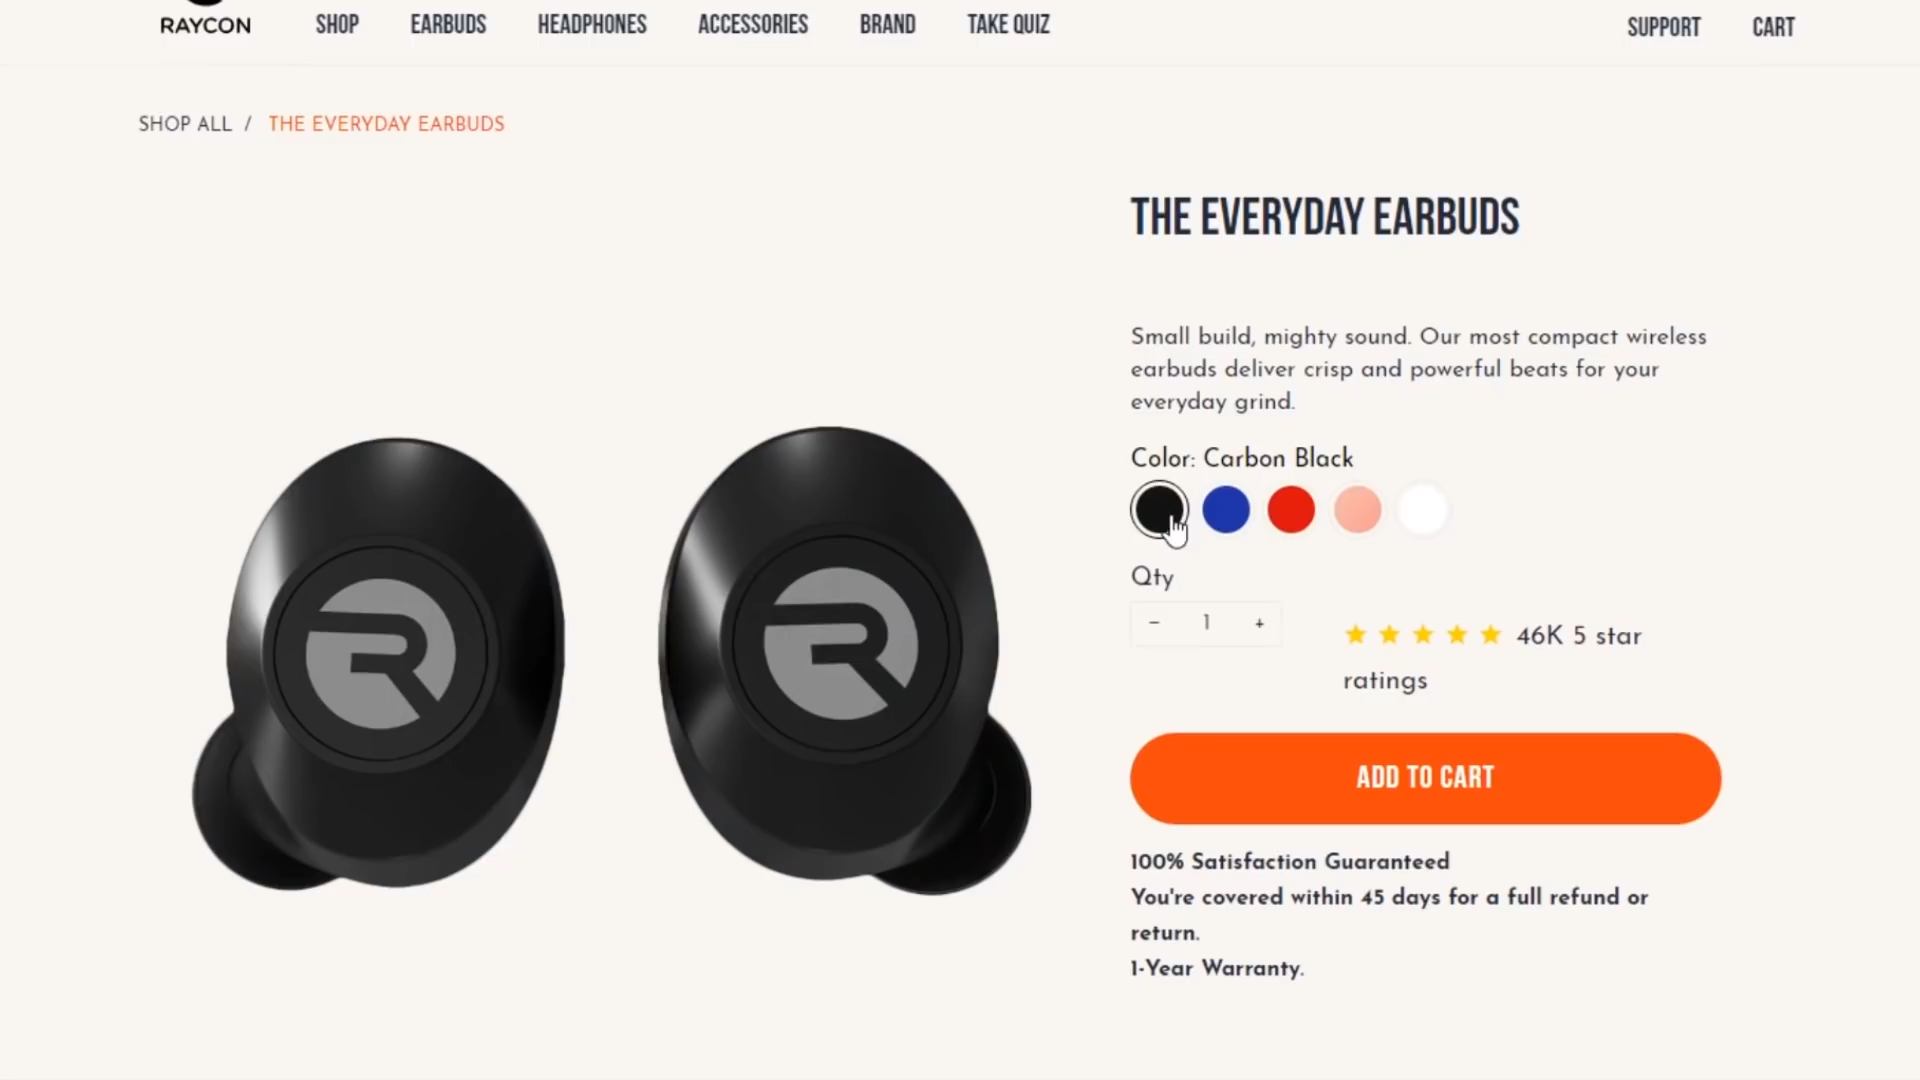 RAYCON
SHOP
EARBUDS
HEADPHONES
ACCESSORIES
BRAND
TAKE QUIZ
SUPPORT
CART
SHOP ALL / THE EVERYDAY EARBUDS
THE EVERYDAY EARBUDS
Small build, mighty sound. Our most compact wireless
earbuds deliver crisp and powerful beats for your
everyday grind.
Color: Carbon Black
Qty
− 1 +
46K 5 star
ratings
ADD TO CART
100% Satisfaction Guaranteed
You're covered within 45 days for a full refund or
return.
1-Year Warranty.